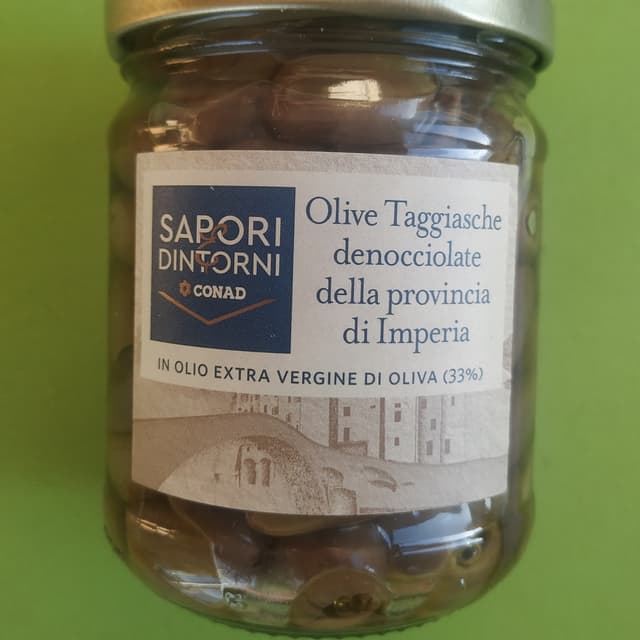 SAPORI
& DINTORNI
CONAD
Olive Taggiasche
denocciolate
della provincia
di Imperia
IN OLIO EXTRA VERGINE DI OLIVA (33%)